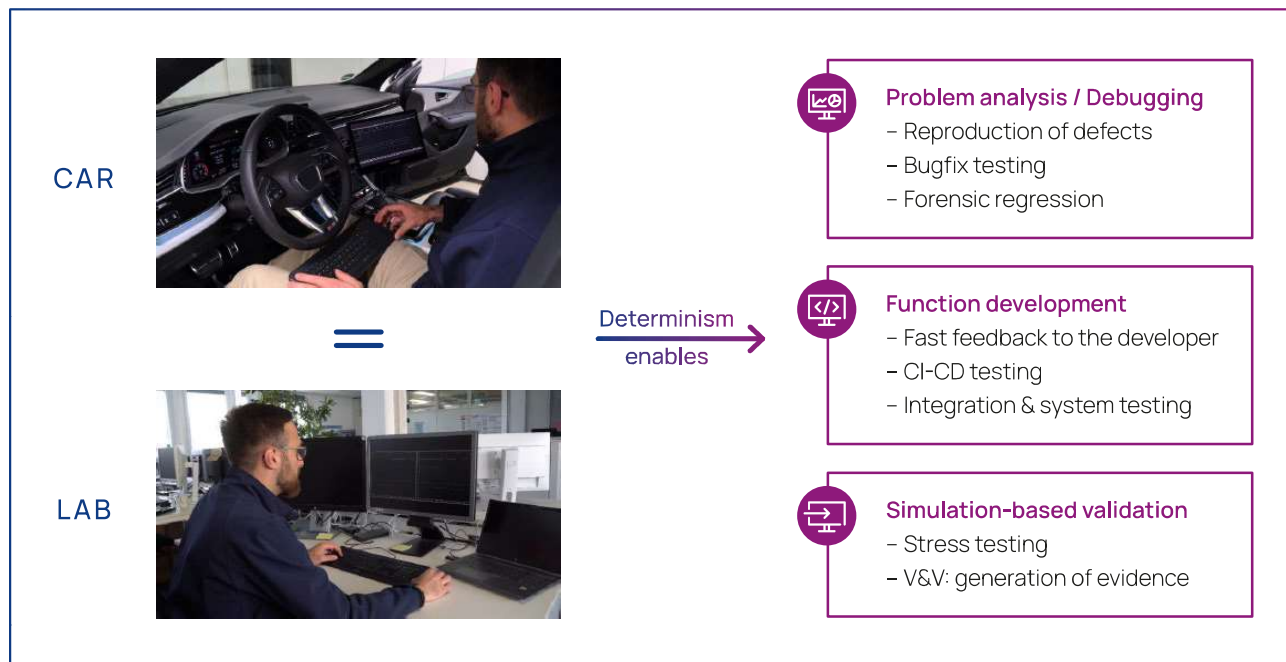 CAR
=
LAB
Determinism
enables
Problem analysis / Debugging
– Reproduction of defects
– Bugfix testing
– Forensic regression
</>
Function development
– Fast feedback to the developer
– CI-CD testing
– Integration & system testing
Simulation-based validation
– Stress testing
– V&V: generation of evidence